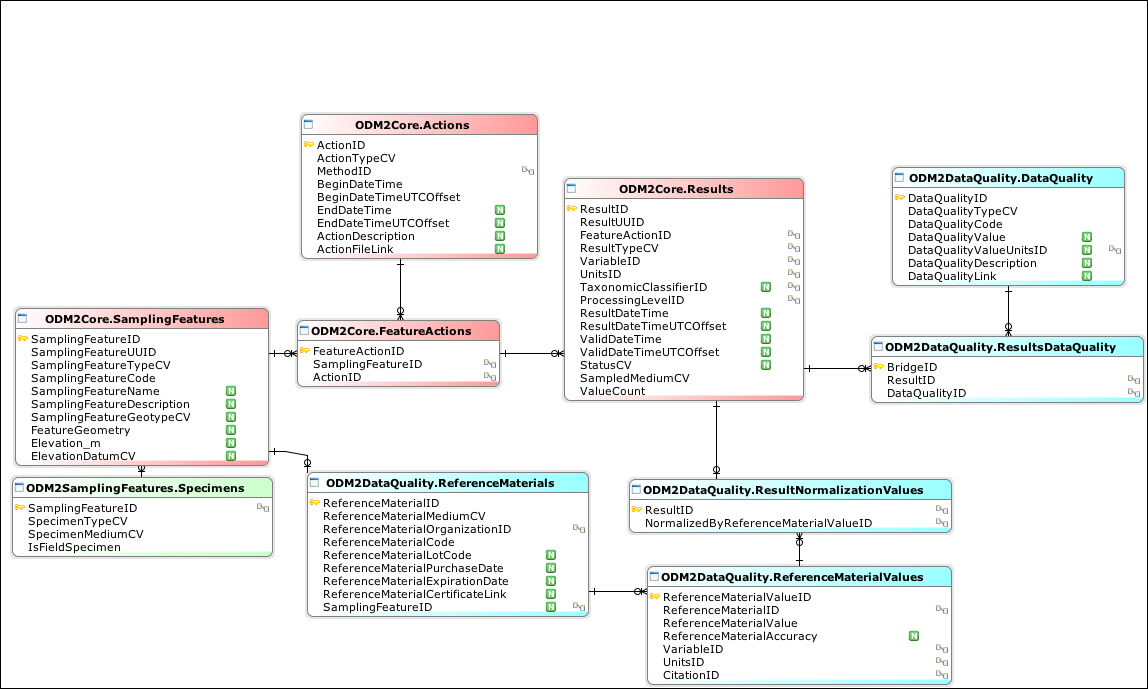 ODM2Core.Actions
ActionID
ActionTypeCV
MethodID
BeginDateTime
BeginDateTimeUTCOffset
EndDateTime N
EndDateTimeUTCOffset N
ActionDescription N
ActionFileLink N
ODM2Core.Results
ResultID
ResultUUID
FeatureActionID
ResultTypeCV
VariableID
UnitsID
TaxonomicClassifierID N
ProcessingLevelID
ResultDateTime N
ResultDateTimeUTCOffset N
ValidDateTime N
ValidDateTimeUTCOffset N
StatusCV N
SampledMediumCV
ValueCount
ODM2DataQuality.DataQuality
DataQualityID
DataQualityTypeCV
DataQualityCode
DataQualityValue N
DataQualityValueUnitsID N
DataQualityDescription N
DataQualityLink N
ODM2Core.SamplingFeatures
SamplingFeatureID
SamplingFeatureUUID
SamplingFeatureTypeCV
SamplingFeatureCode
SamplingFeatureName N
SamplingFeatureDescription N
SamplingFeatureGeotypeCV N
FeatureGeometry N
Elevation_m N
ElevationDatumCV N
ODM2Core.FeatureActions
FeatureActionID
SamplingFeatureID
ActionID
ODM2DataQuality.ResultsDataQuality
BridgeID
ResultID
DataQualityID
ODM2SamplingFeatures.Specimens
SamplingFeatureID
SpecimenTypeCV
SpecimenMediumCV
IsFieldSpecimen
ODM2DataQuality.ReferenceMaterials
ReferenceMaterialID
ReferenceMaterialMediumCV
ReferenceMaterialOrganizationID
ReferenceMaterialCode
ReferenceMaterialLotCode N
ReferenceMaterialPurchaseDate N
ReferenceMaterialExpirationDate N
ReferenceMaterialCertificateLink N
SamplingFeatureID N
ODM2DataQuality.ResultNormalizationValues
ResultID
NormalizedByReferenceMaterialValueID
ODM2DataQuality.ReferenceMaterialValues
ReferenceMaterialValueID
ReferenceMaterialID
ReferenceMaterialValue
ReferenceMaterialAccuracy N
VariableID
UnitsID
CitationID